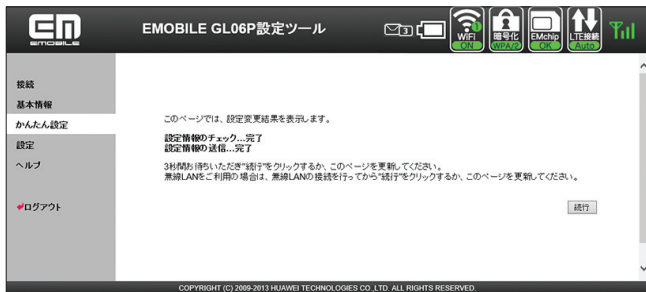 EM
EMOBILE
EMOBILE GL06P設定ツール
3
WiFi
1
ON
暗号化
WPA/2
EMchip
OK
LTE接続
Auto
接続
基本情報
かんたん設定
設定
ヘルプ
ログアウト
このページでは、設定変更結果を表示します。
設定情報のチェック...完了
設定情報の送信...完了
3秒間お待ちいただき"続行"をクリックするか、このページを更新してください。
無線LANをご利用の場合は、無線LANの接続を行ってから"続行"をクリックするか、このページを更新してください。
続行
COPYRIGHT (C) 2009-2013 HUAWEI TECHNOLOGIES CO.,LTD. ALL RIGHTS RESERVED.